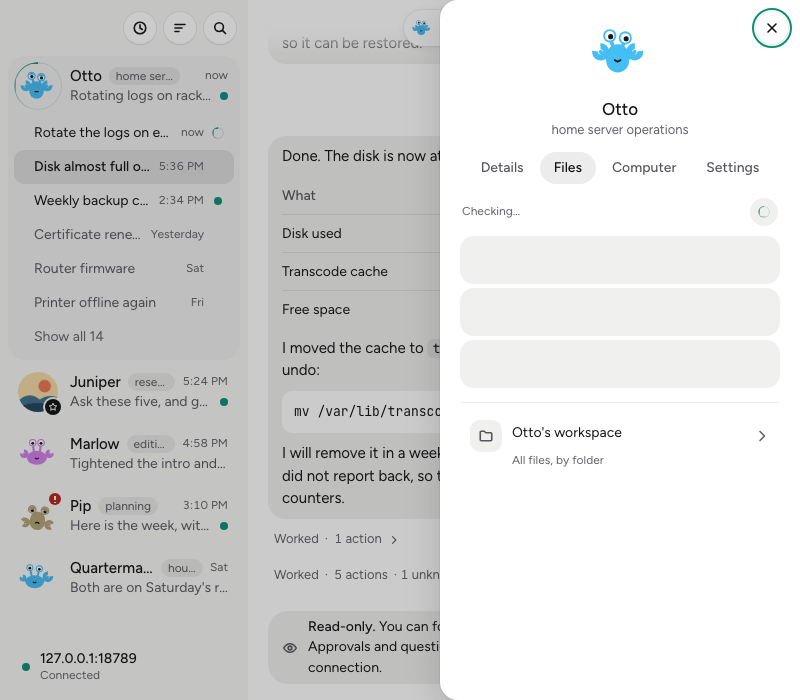 Otto
home ser...
now
Rotating logs on rack...
Rotate the logs on e...
now
Disk almost full o...
5:36 PM
Weekly backup c...
2:34 PM
Certificate rene...
Yesterday
Router firmware
Sat
Printer offline again
Fri
Show all 14
Juniper
rese...
5:24 PM
Ask these five, and g...
Marlow
editi...
4:58 PM
Tightened the intro and...
Pip
planning
3:10 PM
Here is the week, wit...
Quarterma...
hou...
Sat
Both are on Saturday's r...
127.0.0.1:18789
Connected
so it can be restored.
Done. The disk is now at
What
Disk used
Transcode cache
Free space
I moved the cache to t
undo:
mv /var/lib/transco
I will remove it in a week
did not report back, so t
counters.
Worked · 1 action
Worked · 5 actions · 1 unkn
Read-only. You can fo
Approvals and questi
connection.
Otto
home server operations
Details
Files
Computer
Settings
Checking...
Otto's workspace
All files, by folder